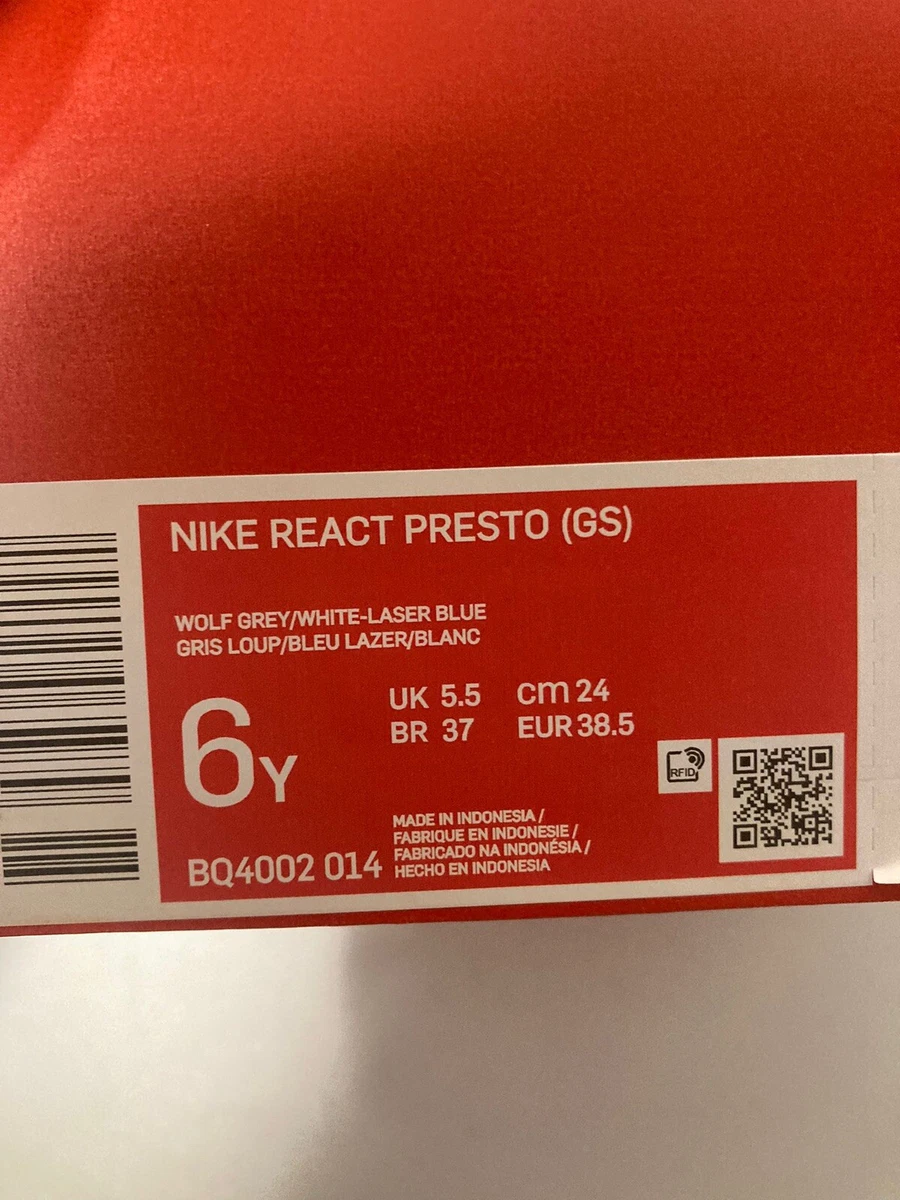 NIKE REACT PRESTO (GS)
WOLF GREY/WHITE-LASER BLUE
GRIS LOUP/BLEU LAZER/BLANC
6Y
UK 5.5 cm 24
BR 37 EUR 38.5
RFID
BQ4002 014
MADE IN INDONESIA /
FABRIQUE EN INDONESIE /
FABRICADO NA INDONÉSIA /
HECHO EN INDONESIA